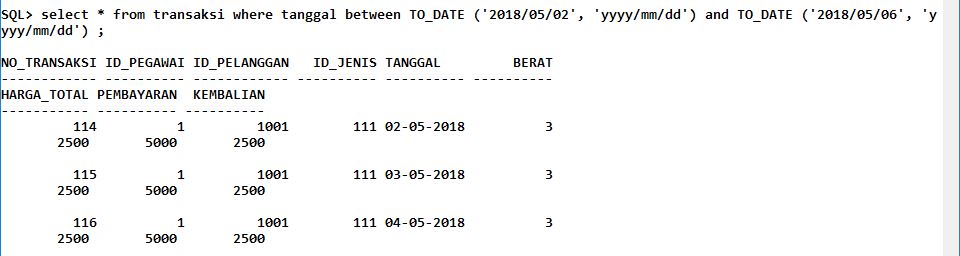 SQL> select * from transaksi where tanggal between TO_DATE ('2018/05/02', 'yyyy/mm/dd') and TO_DATE ('2018/05/06', 'y
yyy/mm/dd') ;
NO_TRANSAKSI ID_PEGAWAI ID_PELANGGAN   ID_JENIS TANGGAL         BERAT
------------ ---------- ------------ ---------- ---------- ----------
HARGA_TOTAL PEMBAYARAN  KEMBALIAN
----------- ---------- ----------
         114          1         1001        111 02-05-2018          3
       2500       5000       2500
         115          1         1001        111 03-05-2018          3
       2500       5000       2500
         116          1         1001        111 04-05-2018          3
       2500       5000       2500